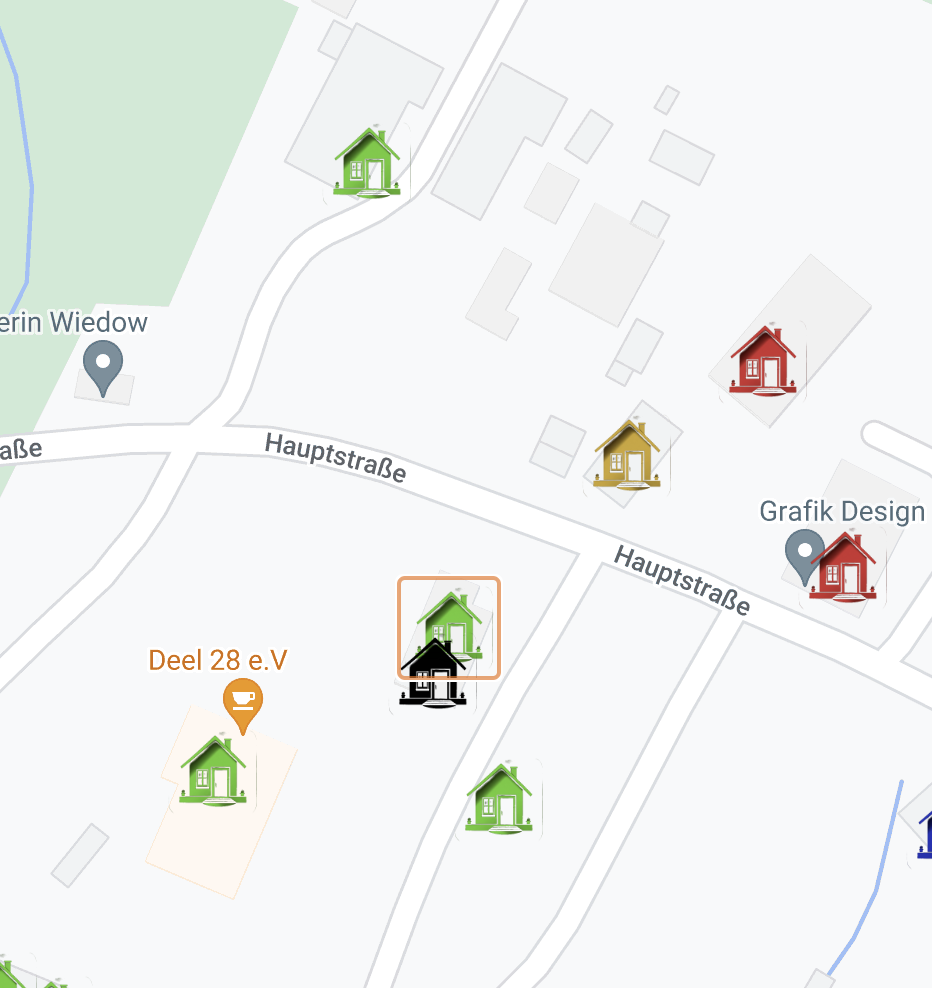 erin Wiedow
aße
Hauptstraße
Grafik Design
Hauptstraße
Deel 28 e.V